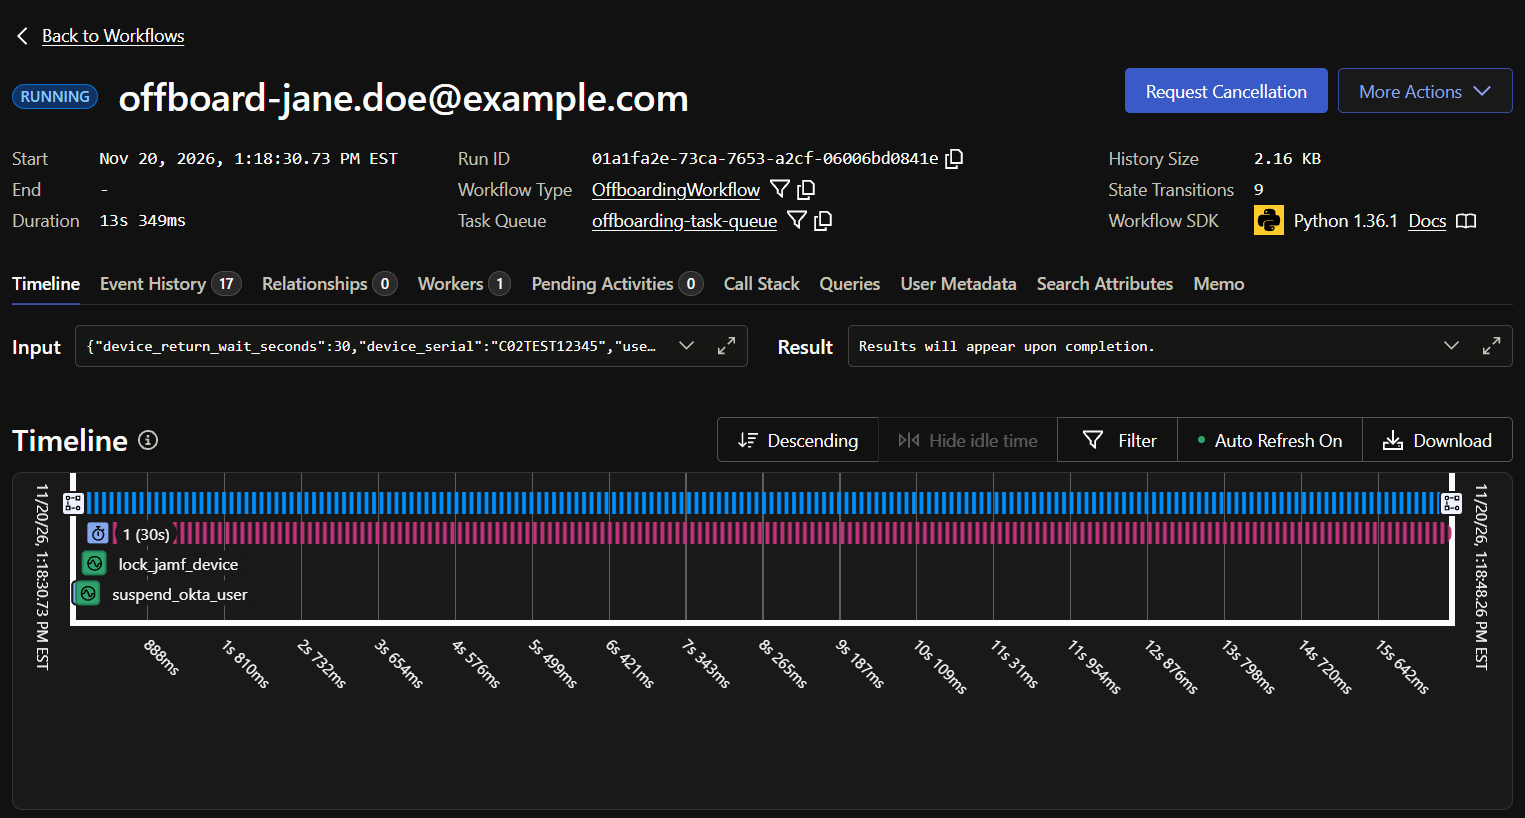 Back to Workflows
RUNNING offboard-jane.doe@example.com Request Cancellation More Actions
Start Nov 20, 2026, 1:18:30.73 PM EST Run ID 01a1fa2e-73ca-7653-a2cf-06006bd0841e History Size 2.16 KB
End - Workflow Type OffboardingWorkflow State Transitions 9
Duration 13s 349ms Task Queue offboarding-task-queue Workflow SDK Python 1.36.1 Docs
Timeline Event History 17 Relationships 0 Workers 1 Pending Activities 0 Call Stack Queries User Metadata Search Attributes Memo
Input {"device_return_wait_seconds":30,"device_serial":"C02TEST12345","use… Result Results will appear upon completion.
Timeline Descending Hide idle time Filter Auto Refresh On Download
11/20/26, 1:18:30.73 PM EST
1 (30s)
lock_jamf_device
suspend_okta_user
11/20/26, 1:18:48.26 PM EST
888ms 1s 810ms 2s 732ms 3s 654ms 4s 576ms 5s 499ms 6s 421ms 7s 343ms 8s 265ms 9s 187ms 10s 109ms 11s 31ms 11s 954ms 12s 876ms 13s 798ms 14s 720ms 15s 642ms